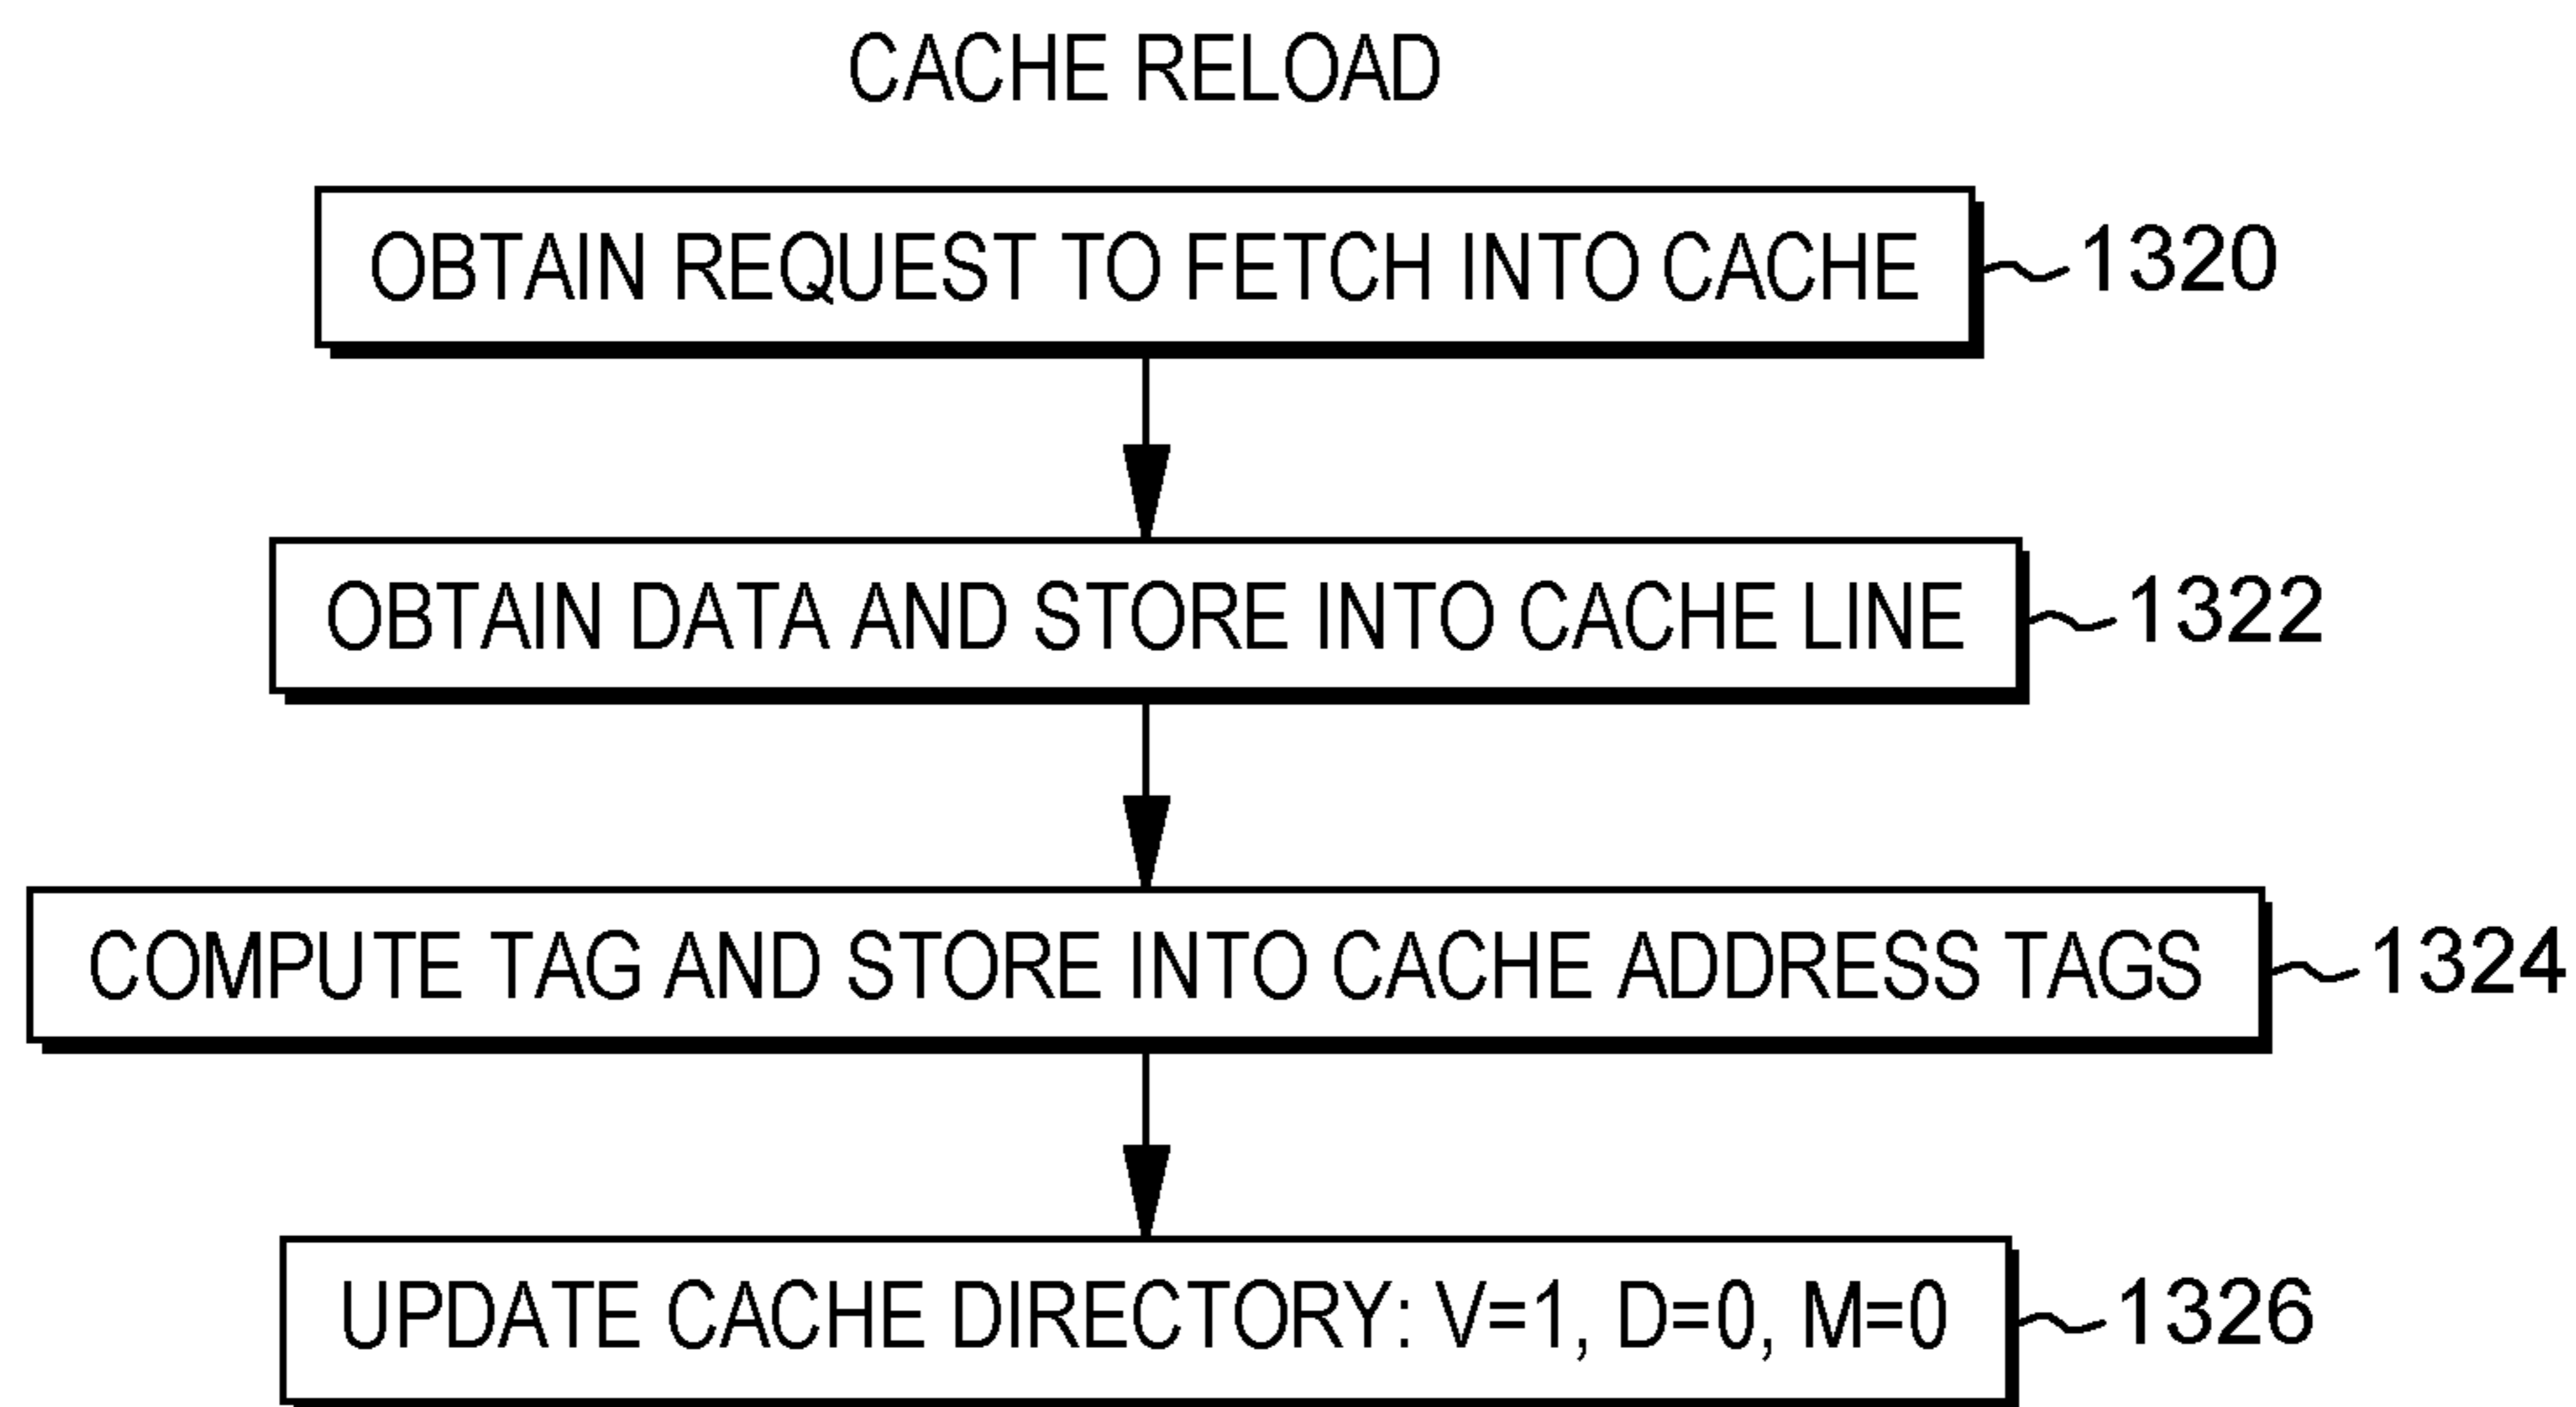 CACHE RELOAD
OBTAIN REQUEST TO FETCH INTO CACHE 1320
OBTAIN DATA AND STORE INTO CACHE LINE 1322
COMPUTE TAG AND STORE INTO CACHE ADDRESS TAGS 1324
UPDATE CACHE DIRECTORY: V=1, D=0, M=0 1326